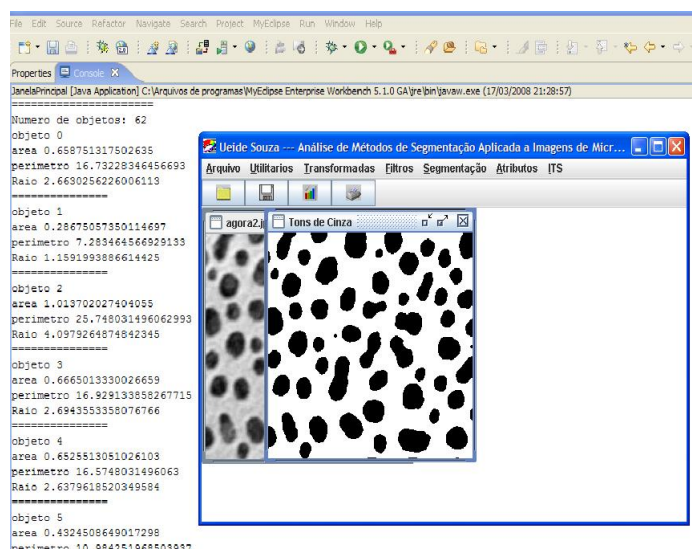 File Edit Source Refactor Navigate Search Project MyEclipse Run Window Help
Properties Console
JanelaPrincipal [Java Application] C:\Arquivos de programas\MyEclipse Enterprise Workbench 5.1.0 GA\jre\bin\javaw.exe (17/03/2008 21:28:57)
=====================
Numero de objetos: 62
objeto 0
area 0.658751317502635
perimetro 16.73228346456693
Raio 2.6630256226006113
===============
objeto 1
area 0.28675057350114697
perimetro 7.283464566929133
Raio 1.1591993886614425
===============
objeto 2
area 1.013702027404055
perimetro 25.748031496062993
Raio 4.0979264874842345
===============
objeto 3
area 0.6665013330026659
perimetro 16.929133858267715
Raio 2.6943553358076766
===============
objeto 4
area 0.6525513051026103
perimetro 16.5748031496063
Raio 2.6379618520349584
===============
objeto 5
area 0.4324508649017298
perimetro 10.984251968503937
Ueide Souza --- Análise de Métodos de Segmentação Aplicada a Imagens de Micr...
Arquivo Utilitarios Transformadas Filtros Segmentação Atributos ITS
agora2.j
Tons de Cinza